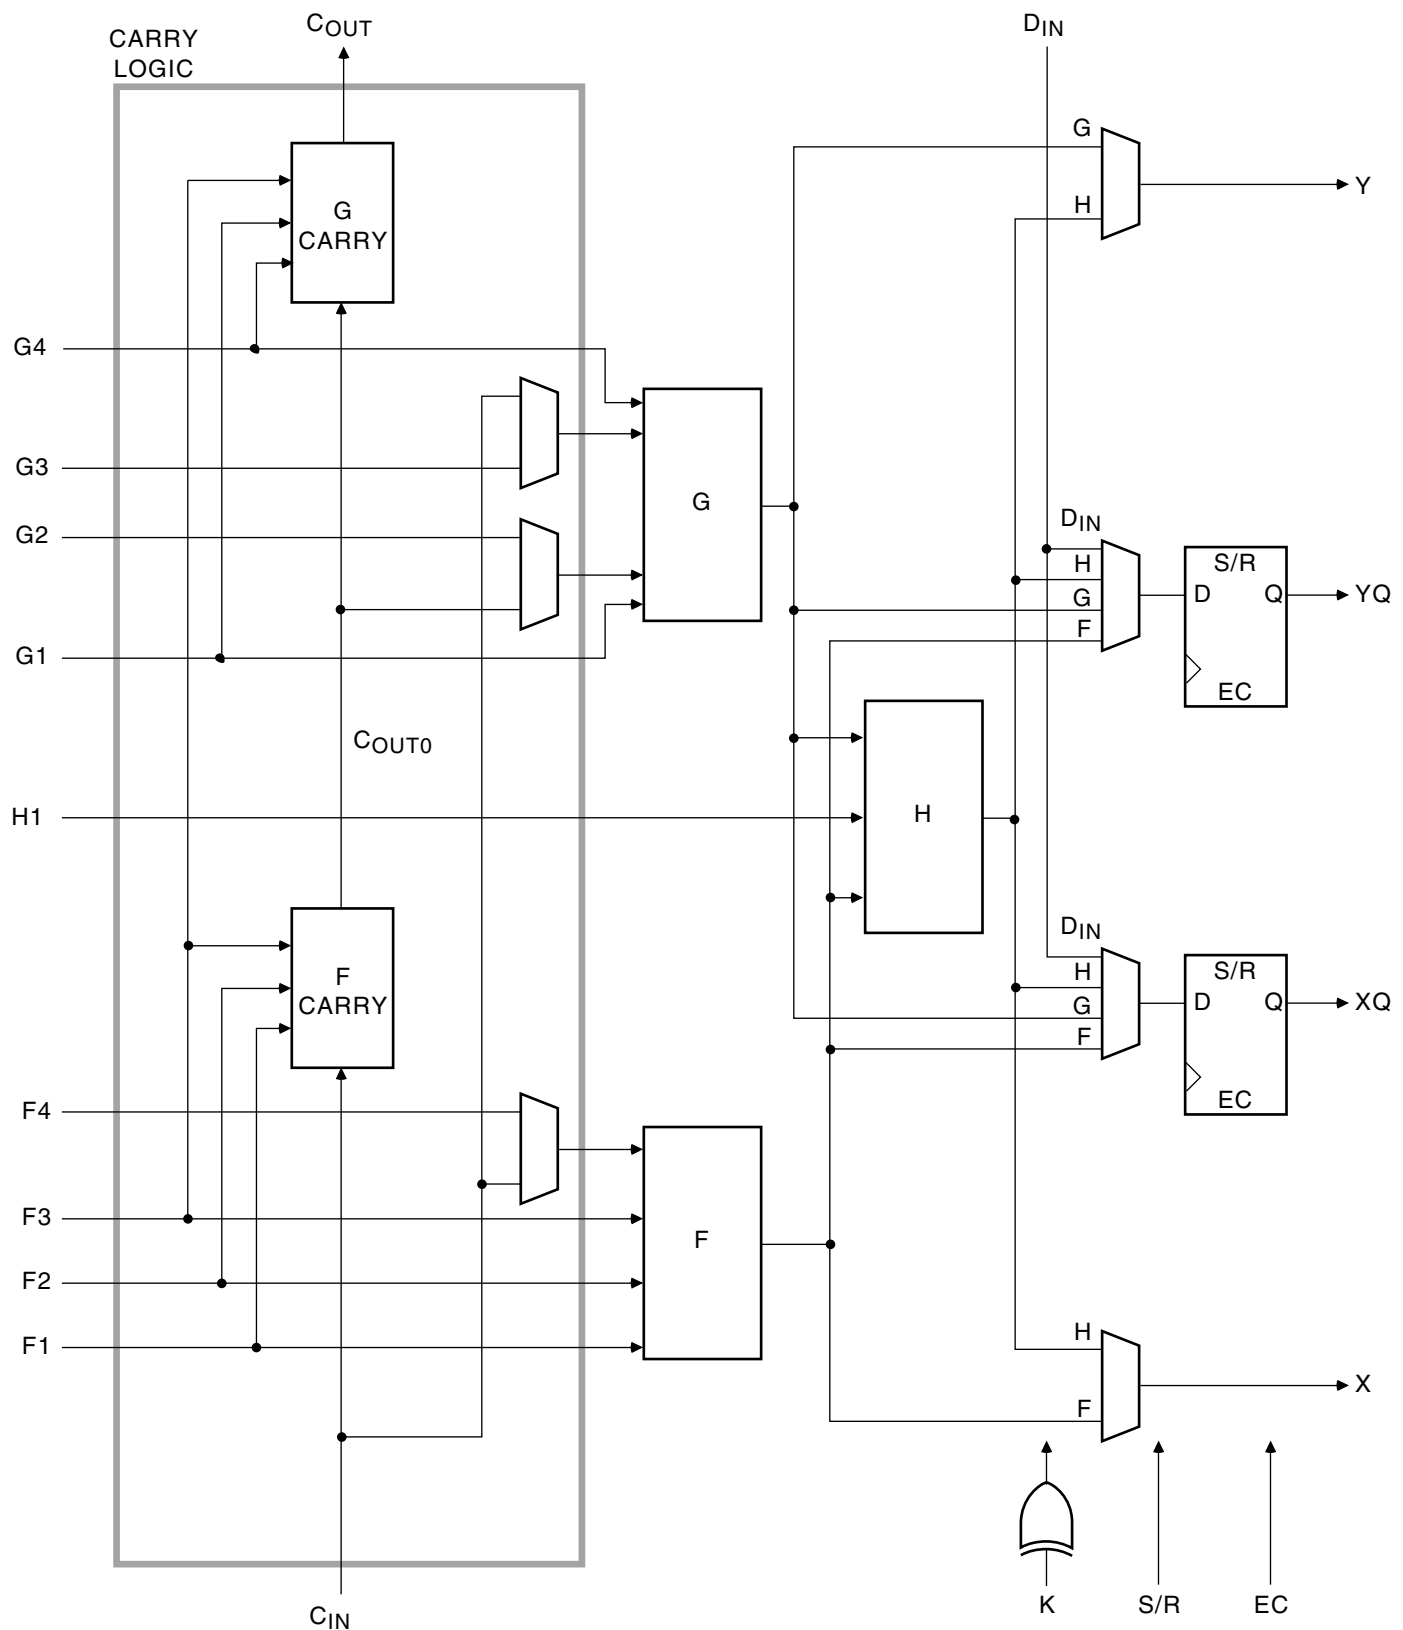 COUT
DIN
CARRY
LOGIC
G
Y
G
CARRY
H
G4
G3
G
DIN
G2
H
S/R
G
D
Q
YQ
F
G1
EC
COUT0
H1
H
DIN
F
CARRY
H
S/R
G
D
Q
XQ
F
EC
F4
F3
F
F2
H
F1
X
F
CIN
K
S/R
EC